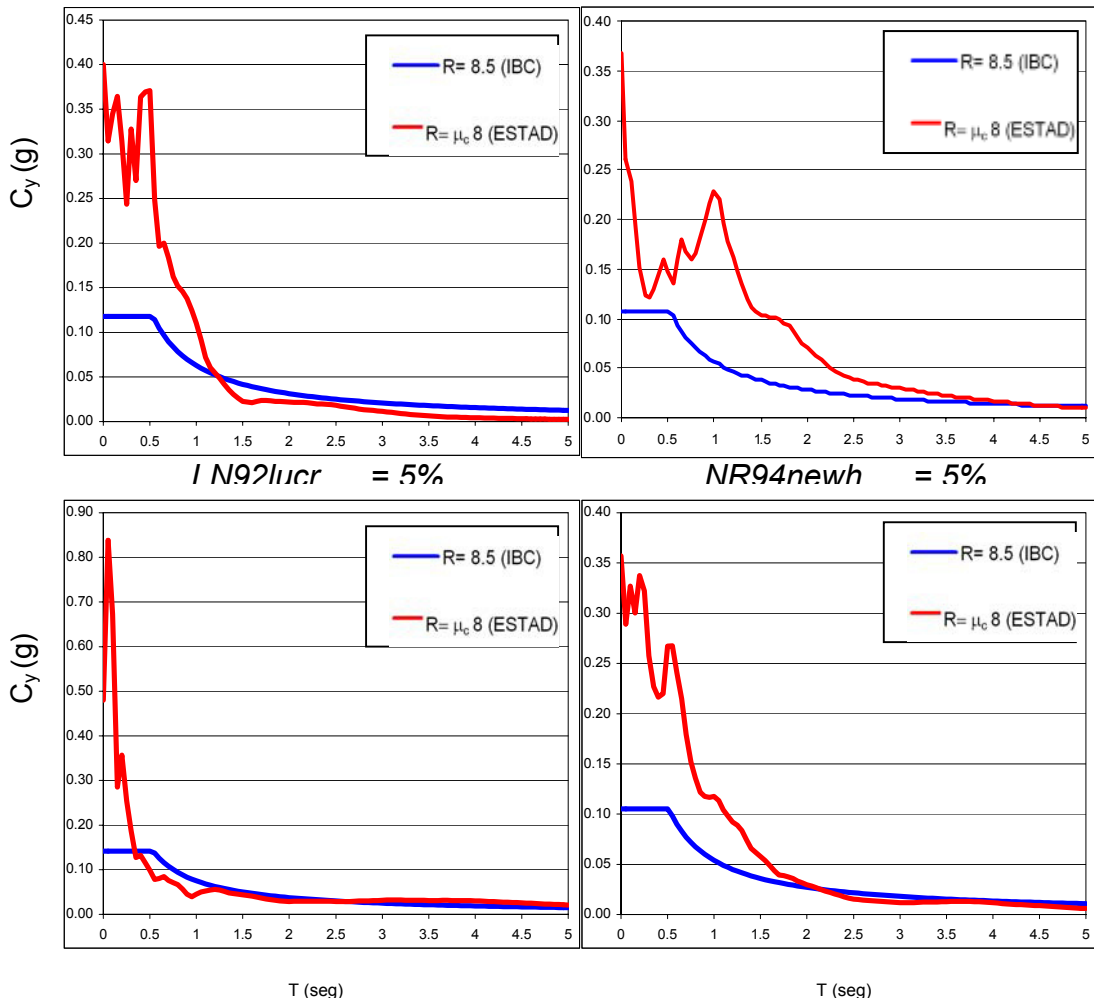 0.45
0.40
0.35
0.30
0.25
0.20
0.15
0.10
0.05
0.00
0 0.5 1 1.5 2 2.5 3 3.5 4 4.5 5
C_y (g)
R= 8.5 (IBC)
R= μ_c 8 (ESTAD)
0.40
0.35
0.30
0.25
0.20
0.15
0.10
0.05
0.00
0 0.5 1 1.5 2 2.5 3 3.5 4 4.5 5
R= 8.5 (IBC)
R= μ_c 8 (ESTAD)
LN92lucr = 5%
NR94newh = 5%
0.90
0.80
0.70
0.60
0.50
0.40
0.30
0.20
0.10
0.00
0 0.5 1 1.5 2 2.5 3 3.5 4 4.5 5
C_y (g)
R= 8.5 (IBC)
R= μ_c 8 (ESTAD)
T (seg)
0.40
0.35
0.30
0.25
0.20
0.15
0.10
0.05
0.00
0 0.5 1 1.5 2 2.5 3 3.5 4 4.5 5
R= 8.5 (IBC)
R= μ_c 8 (ESTAD)
T (seg)